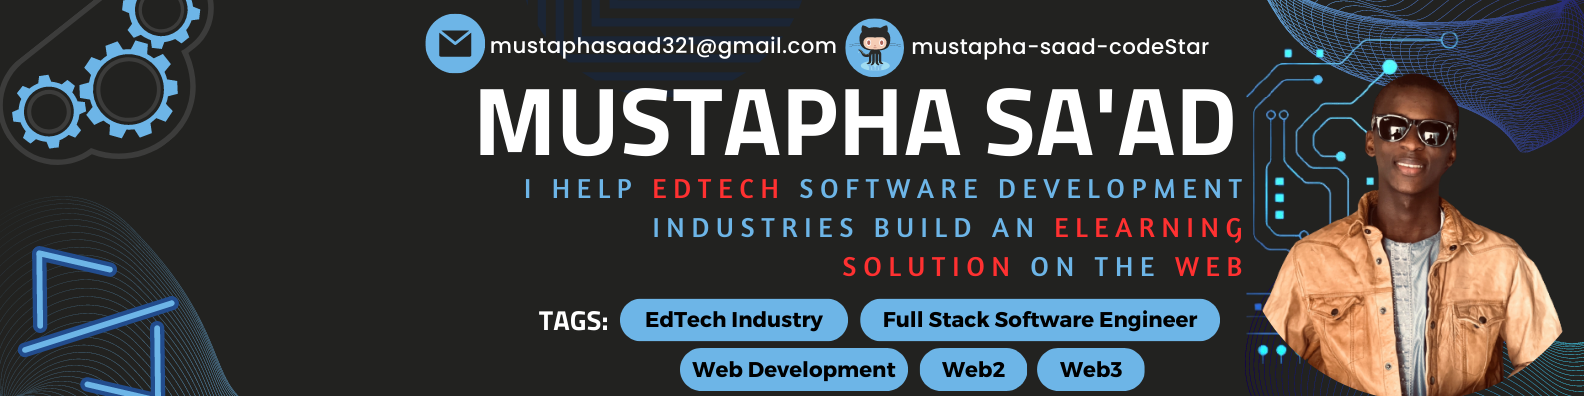 mustaphasaad321@gmail.com mustapha-saad-codeStar
MUSTAPHA SA'AD
I HELP EDTECH SOFTWARE DEVELOPMENT
INDUSTRIES BUILD AN ELEARNING
SOLUTION ON THE WEB
TAGS: EdTech Industry Full Stack Software Engineer
Web Development Web2 Web3